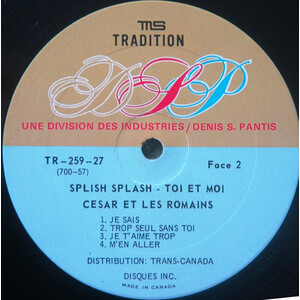 MS
TRADITION
DSP
UNE DIVISION DES INDUSTRIES/DENIS S. PANTIS
TR-259-27
(700-57)
Face 2
SPLISH SPLASH - TOI ET MOI
CESAR ET LES ROMAINS
1. JE SAIS
2. TROP SEUL SANS TOI
3. JE T'AIME TROP
4. M'EN ALLER
DISTRIBUTION: TRANS-CANADA
DISQUES INC.
MADE IN CANADA